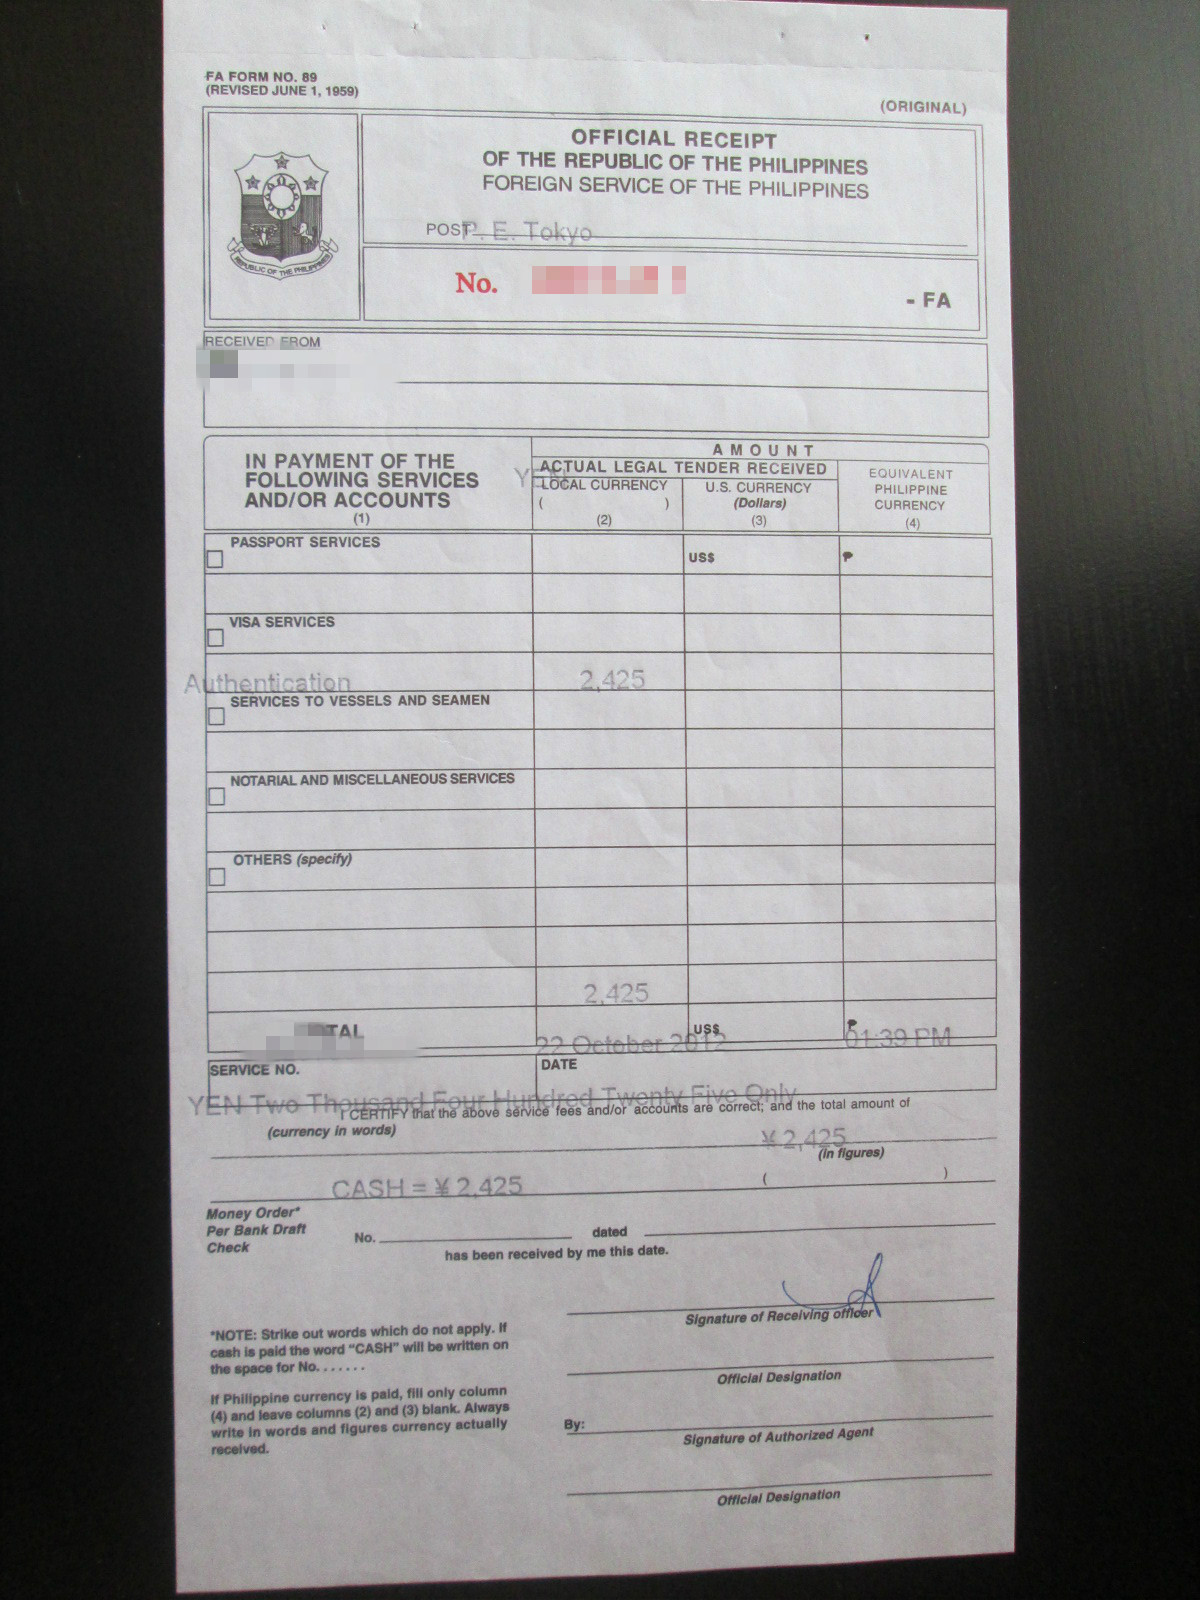 FA FORM NO. 89
(REVISED JUNE 1, 1959)
(ORIGINAL)
OFFICIAL RECEIPT
OF THE REPUBLIC OF THE PHILIPPINES
FOREIGN SERVICE OF THE PHILIPPINES
REPUBLIC OF THE PHILIPPINES
POST P. E. Tokyo
No.
- FA
RECEIVED FROM
IN PAYMENT OF THE
FOLLOWING SERVICES
AND/OR ACCOUNTS
(1)
AMOUNT
ACTUAL LEGAL TENDER RECEIVED
YEN
LOCAL CURRENCY
( )
(2)
U.S. CURRENCY
(Dollars)
(3)
EQUIVALENT
PHILIPPINE
CURRENCY
(4)
PASSPORT SERVICES
US$ ₱
VISA SERVICES
Authentication 2,425
SERVICES TO VESSELS AND SEAMEN
NOTARIAL AND MISCELLANEOUS SERVICES
OTHERS (specify)
2,425
TOTAL US$ ₱
22 October 2012 01:39 PM
SERVICE NO. DATE
YEN Two Thousand Four Hundred Twenty Five Only
I CERTIFY that the above service fees and/or accounts are correct; and the total amount of
(currency in words)
¥ 2,425
(in figures)
( )
CASH = ¥ 2,425
Money Order*
Per Bank Draft
Check
No. dated
has been received by me this date.
Signature of Receiving officer
*NOTE: Strike out words which do not apply. If
cash is paid the word "CASH" will be written on
the space for No. . . . . . .
Official Designation
If Philippine currency is paid, fill only column
(4) and leave columns (2) and (3) blank. Always
write in words and figures currency actually
received.
By:
Signature of Authorized Agent
Official Designation